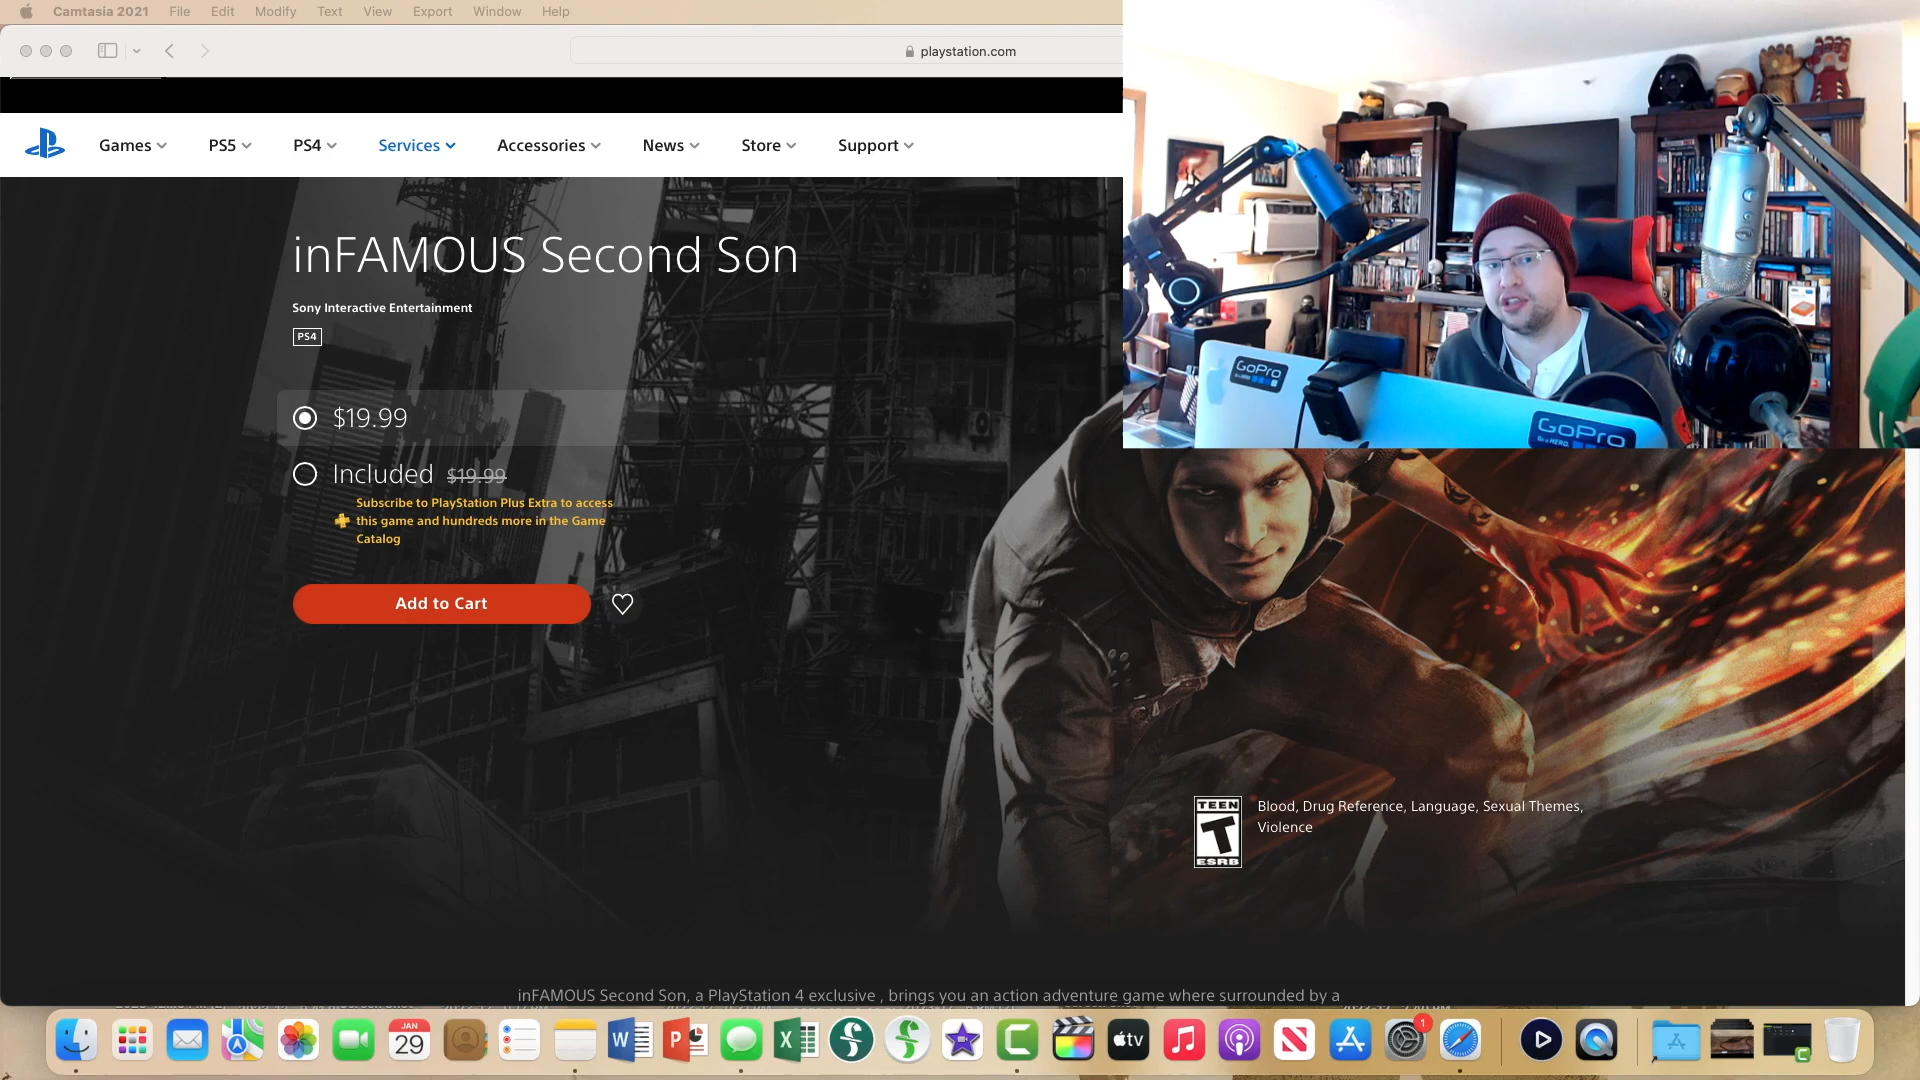 Camtasia 2021 File Edit Modify Text View Export Window Help
playstation.com
Games PS5 PS4 Services Accessories News Store Support
inFAMOUS Second Son
Sony Interactive Entertainment
PS4
$19.99
Included $19.99
Subscribe to PlayStation Plus Extra to access
this game and hundreds more in the Game
Catalog
Add to Cart
GoPro
GoPro
Be a HERO.
TEEN
T
ESRB
Blood, Drug Reference, Language, Sexual Themes,
Violence
inFAMOUS Second Son, a PlayStation 4 exclusive , brings you an action adventure game where surrounded by a
JAN
29
W
P
X
C
tv
N
1
C